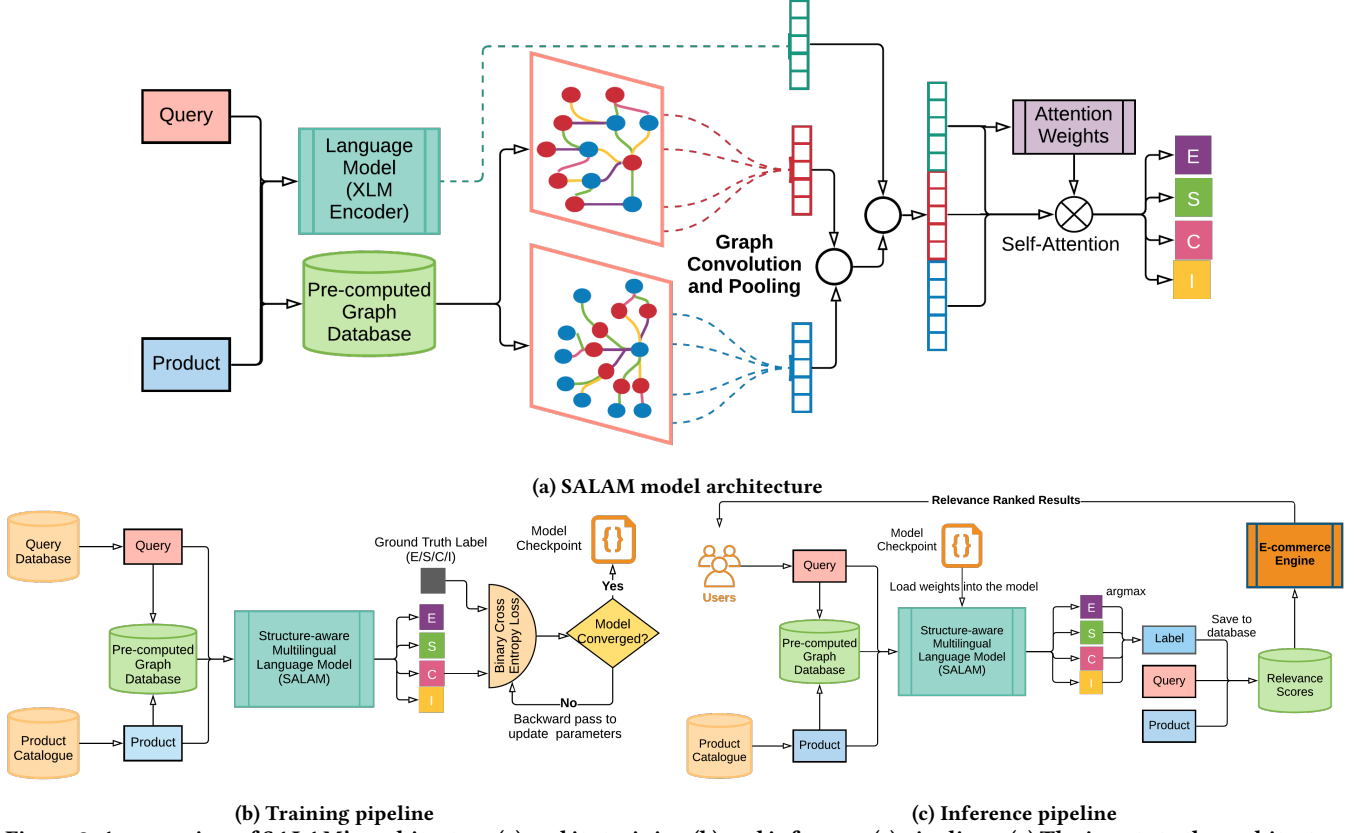 Query
Language
Model
(XLM
Encoder)
Pre-computed
Graph
Database
Product
Graph
Convolution
and Pooling
Attention
Weights
Self-Attention
E
S
C
I
(a) SALAM model architecture
Query
Database
Query
Pre-computed
Graph
Database
Product
Catalogue
Product
Structure-aware
Multilingual
Language Model
(SALAM)
Ground Truth Label
(E/S/C/I)
E
S
C
I
Binary Cross
Entropy Loss
Model
Checkpoint
{ }
Yes
Model
Converged?
No
Backward pass to
update parameters
(b) Training pipeline
Relevance Ranked Results
Users
Query
Pre-computed
Graph
Database
Product
Catalogue
Product
Model
Checkpoint
{ }
Load weights into the model
Structure-aware
Multilingual
Language Model
(SALAM)
argmax
E
S
C
I
Label
Query
Product
Save to
database
Relevance
Scores
E-commerce
Engine
(c) Inference pipeline